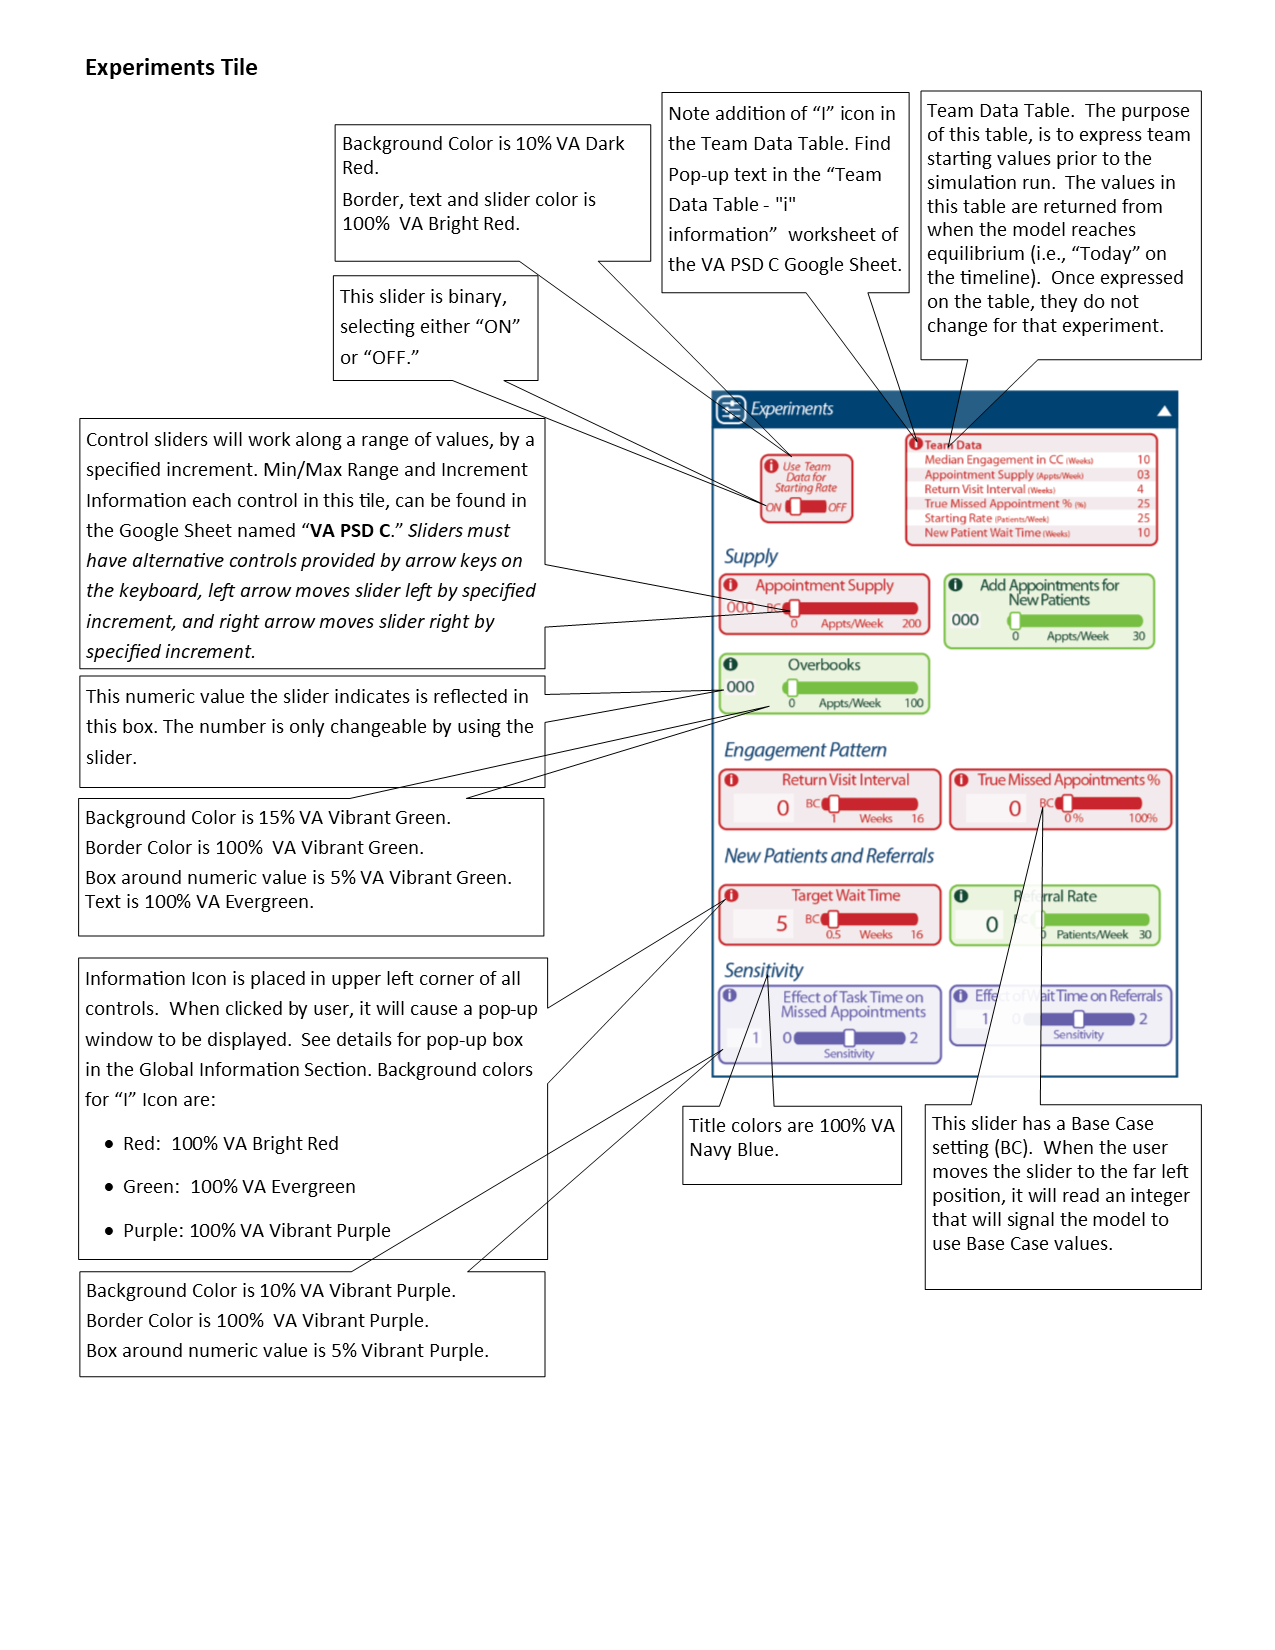 Experiments Tile
Background Color is 10% VA Dark
Red.
Border, text and slider color is
100%  VA Bright Red.
Note addition of “I” icon in
the Team Data Table. Find
Pop-up text in the “Team
Data Table - "i"
information”  worksheet of
the VA PSD C Google Sheet.
Team Data Table.  The purpose
of this table, is to express team
starting values prior to the
simulation run.  The values in
this table are returned from
when the model reaches
equilibrium (i.e., “Today” on
the timeline).  Once expressed
on the table, they do not
change for that experiment.
This slider is binary,
selecting either “ON”
or “OFF.”
Control sliders will work along a range of values, by a
specified increment. Min/Max Range and Increment
Information each control in this tile, can be found in
the Google Sheet named “VA PSD C.” Sliders must
have alternative controls provided by arrow keys on
the keyboard, left arrow moves slider left by specified
increment, and right arrow moves slider right by
specified increment.
This numeric value the slider indicates is reflected in
this box. The number is only changeable by using the
slider.
Background Color is 15% VA Vibrant Green.
Border Color is 100%  VA Vibrant Green.
Box around numeric value is 5% VA Vibrant Green.
Text is 100% VA Evergreen.
Information Icon is placed in upper left corner of all
controls.  When clicked by user, it will cause a pop-up
window to be displayed.  See details for pop-up box
in the Global Information Section. Background colors
for “I” Icon are:
• Red:  100% VA Bright Red
• Green:  100% VA Evergreen
• Purple: 100% VA Vibrant Purple
Background Color is 10% VA Vibrant Purple.
Border Color is 100%  VA Vibrant Purple.
Box around numeric value is 5% Vibrant Purple.
Experiments
Use Team
Data for
Starting Rate
ON OFF
Team Data
Median Engagement in CC (Weeks) 10
Appointment Supply (Appts/Week) 03
Return Visit Interval (Weeks) 4
True Missed Appointment % (%) 25
Starting Rate (Patients/Week) 25
New Patient Wait Time (Weeks) 10
Supply
Appointment Supply
000 BC
0 Appts/Week 200
Add Appointments for
New Patients
000
0 Appts/Week 30
Overbooks
000
0 Appts/Week 100
Engagement Pattern
Return Visit Interval
0 BC
1 Weeks 16
True Missed Appointments %
0 BC
0% 100%
New Patients and Referrals
Target Wait Time
5 BC
0.5 Weeks 16
Referral Rate
0 BC
0 Patients/Week 30
Sensitivity
Effect of Task Time on
Missed Appointments
1 0 2
Sensitivity
Effect of Wait Time on Referrals
1 0 2
Sensitivity
Title colors are 100% VA
Navy Blue.
This slider has a Base Case
setting (BC).  When the user
moves the slider to the far left
position, it will read an integer
that will signal the model to
use Base Case values.